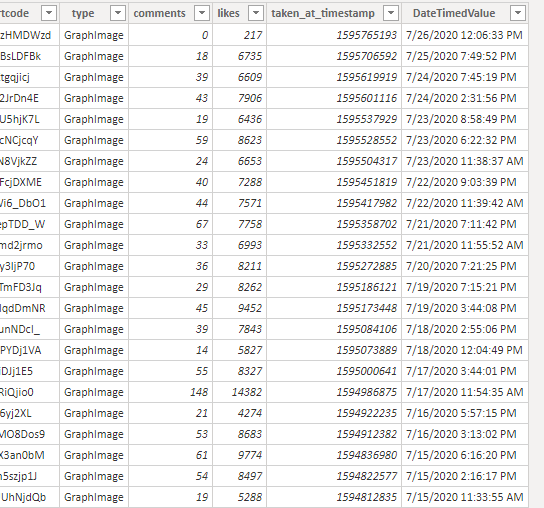 rtcode type comments likes taken_at_timestamp DateTimedValue
zHMDWzd GraphImage 0 217 1595765193 7/26/2020 12:06:33 PM
BsLDFBk GraphImage 18 6735 1595706592 7/25/2020 7:49:52 PM
tgqjicj GraphImage 39 6609 1595619919 7/24/2020 7:45:19 PM
2JrDn4E GraphImage 43 7906 1595601116 7/24/2020 2:31:56 PM
U5hjK7L GraphImage 19 6436 1595537929 7/23/2020 8:58:49 PM
cNCjcqY GraphImage 59 8623 1595528552 7/23/2020 6:22:32 PM
N8VjkZZ GraphImage 24 6653 1595504317 7/23/2020 11:38:37 AM
FcjDXME GraphImage 40 7288 1595451819 7/22/2020 9:03:39 PM
Vi6_DbO1 GraphImage 44 7571 1595417982 7/22/2020 11:39:42 AM
epTDD_W GraphImage 67 7758 1595358702 7/21/2020 7:11:42 PM
md2jrmo GraphImage 33 6993 1595332552 7/21/2020 11:55:52 AM
y3IjP70 GraphImage 36 8211 1595272885 7/20/2020 7:21:25 PM
TmFD3Jq GraphImage 29 8262 1595186121 7/19/2020 7:15:21 PM
IqdDmNR GraphImage 45 9452 1595173448 7/19/2020 3:44:08 PM
unNDcI_ GraphImage 39 7843 1595084106 7/18/2020 2:55:06 PM
PYDj1VA GraphImage 14 5827 1595073889 7/18/2020 12:04:49 PM
iDJj1E5 GraphImage 55 8327 1595000641 7/17/2020 3:44:01 PM
RiQjio0 GraphImage 148 14382 1594986875 7/17/2020 11:54:35 AM
6yj2XL GraphImage 21 4274 1594922235 7/16/2020 5:57:15 PM
MO8Dos9 GraphImage 53 8683 1594912382 7/16/2020 3:13:02 PM
X3an0bM GraphImage 61 9774 1594836980 7/15/2020 6:16:20 PM
n5szjp1J GraphImage 54 8497 1594822577 7/15/2020 2:16:17 PM
UhNjdQb GraphImage 19 5288 1594812835 7/15/2020 11:33:55 AM